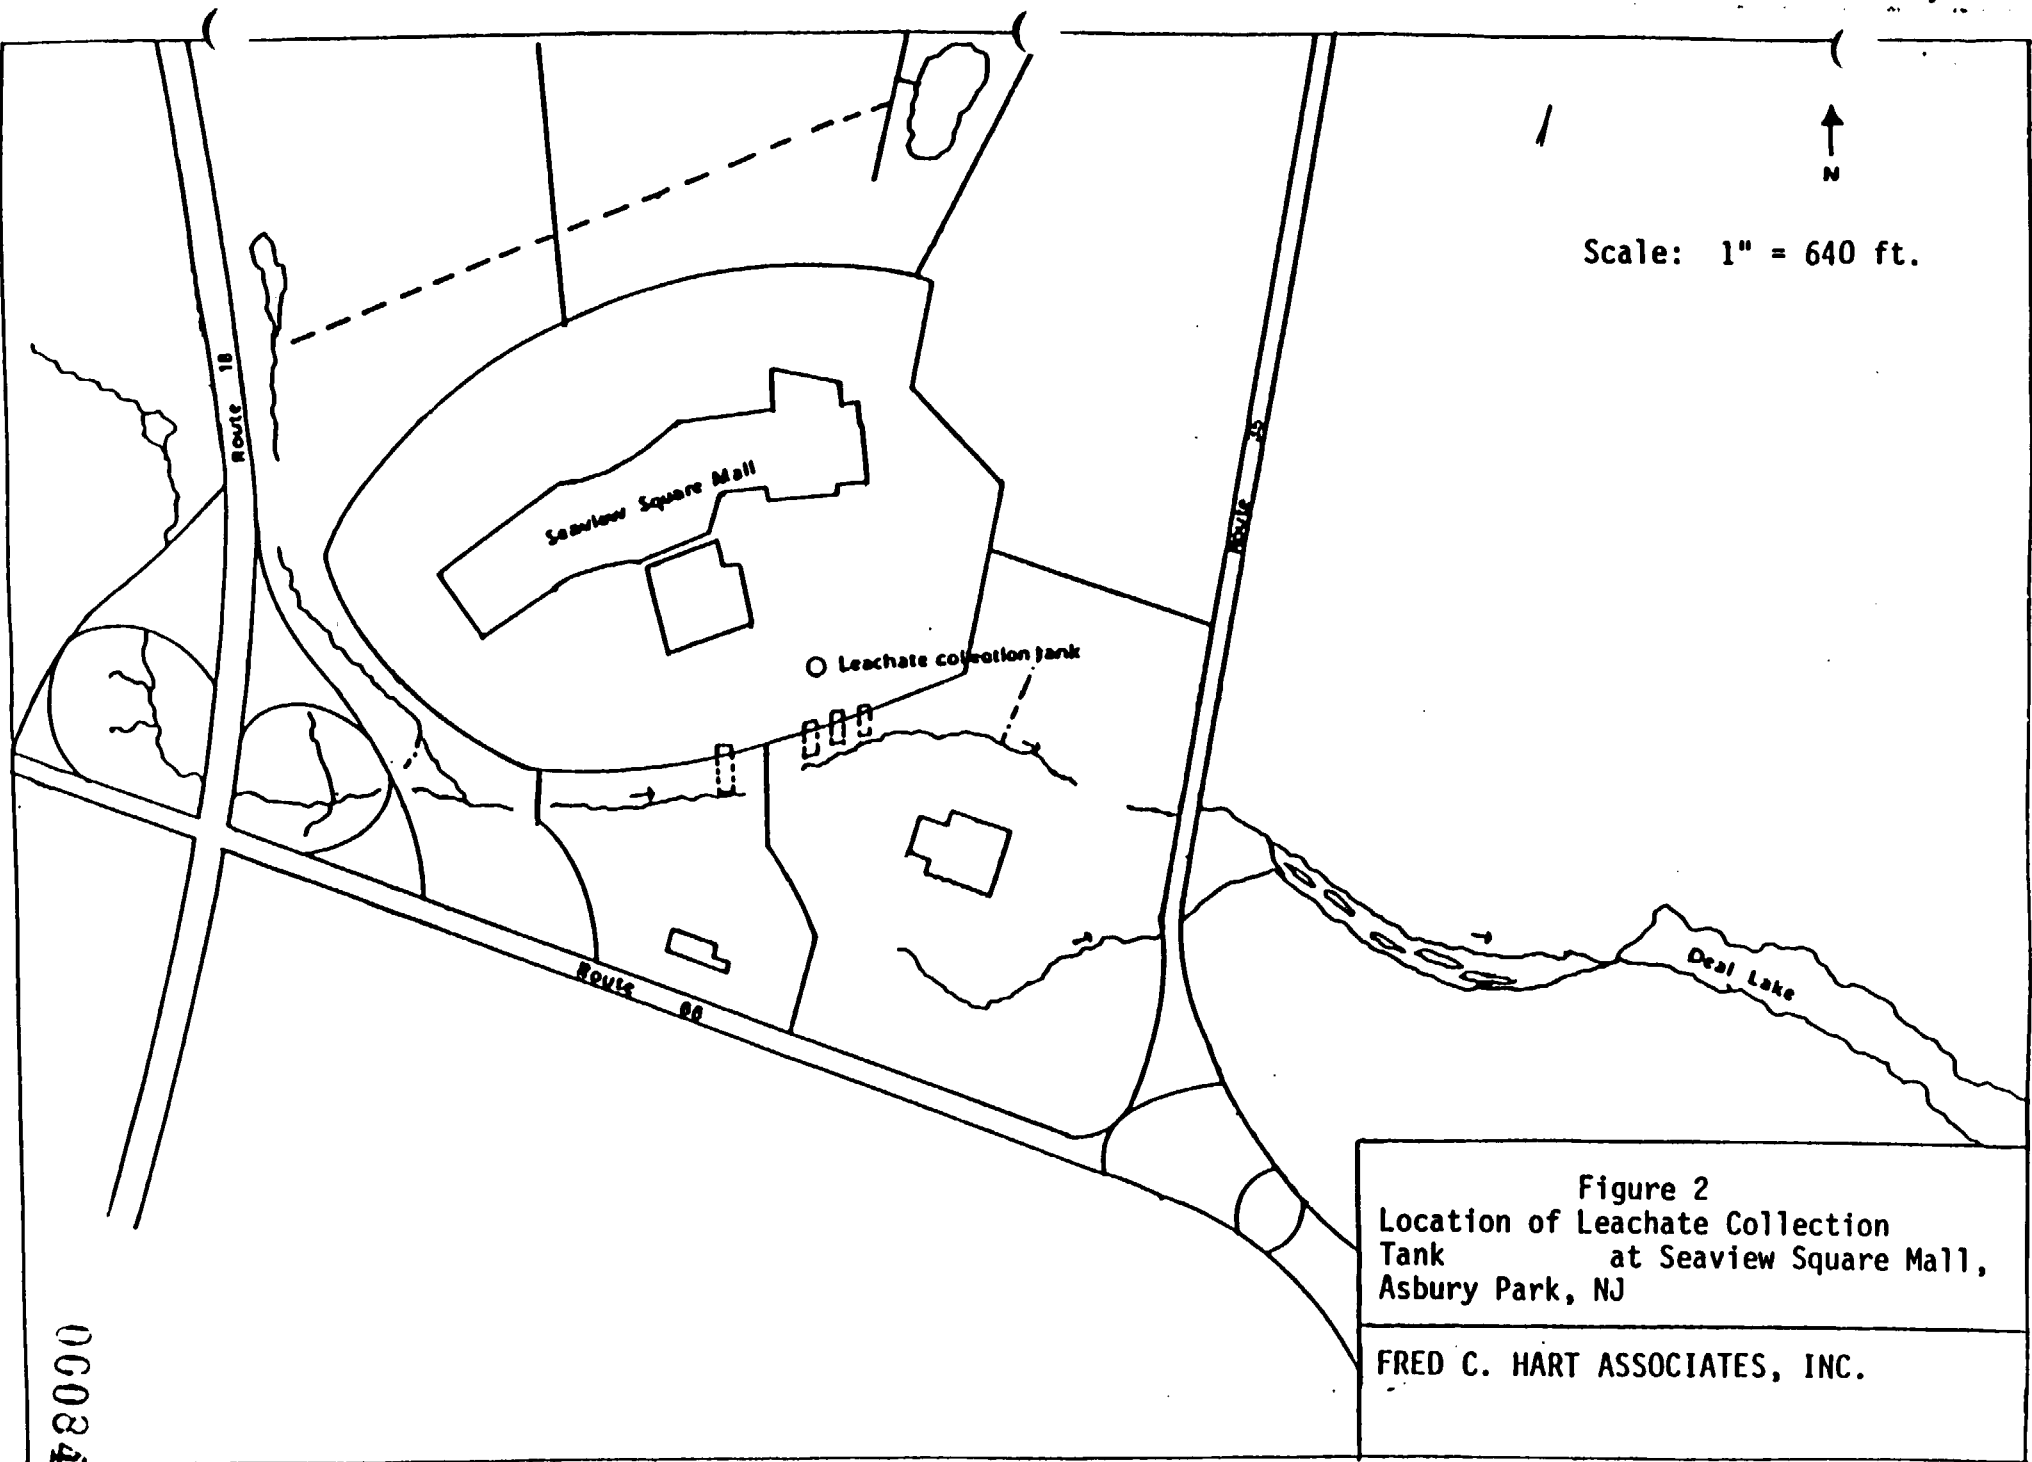 N
Scale: 1" = 640 ft.
Route 18
Route 35
Seaview Square Mall
Leachate collection tank
Deal Lake
Route 66
Figure 2
Location of Leachate Collection
Tank at Seaview Square Mall,
Asbury Park, NJ
FRED C. HART ASSOCIATES, INC.